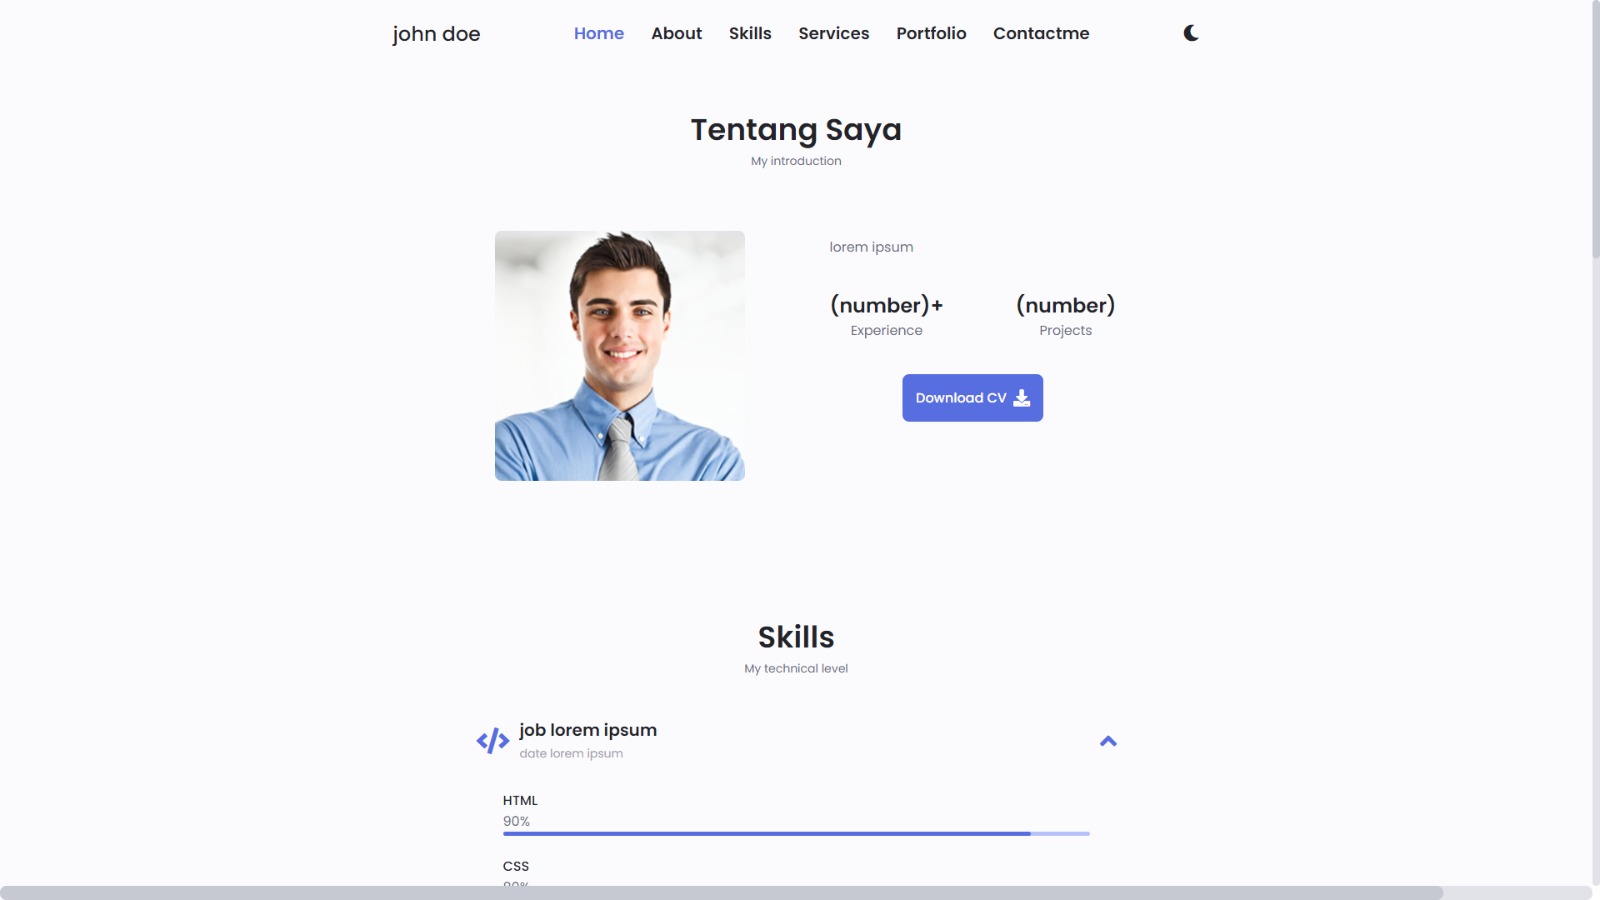 john doe
Home About Skills Services Portfolio Contactme
Tentang Saya
My introduction
lorem ipsum
(number)+ (number)
Experience Projects
Download CV
Skills
My technical level
job lorem ipsum
date lorem ipsum
HTML
90%
CSS